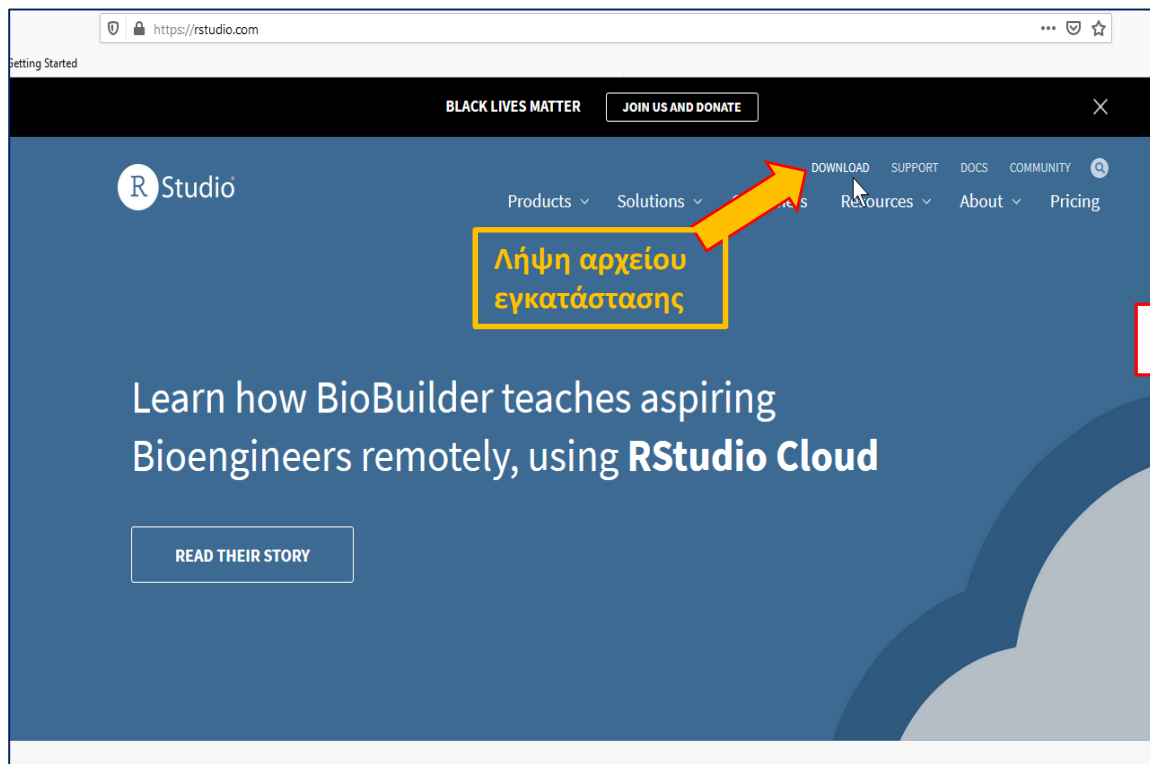 https://rstudio.com
Getting Started
BLACK LIVES MATTER JOIN US AND DONATE
DOWNLOAD SUPPORT DOCS COMMUNITY
R Studio
Products Solutions Resources About Pricing
Λήψη αρχείου
εγκατάστασης
Learn how BioBuilder teaches aspiring
Bioengineers remotely, using RStudio Cloud
READ THEIR STORY